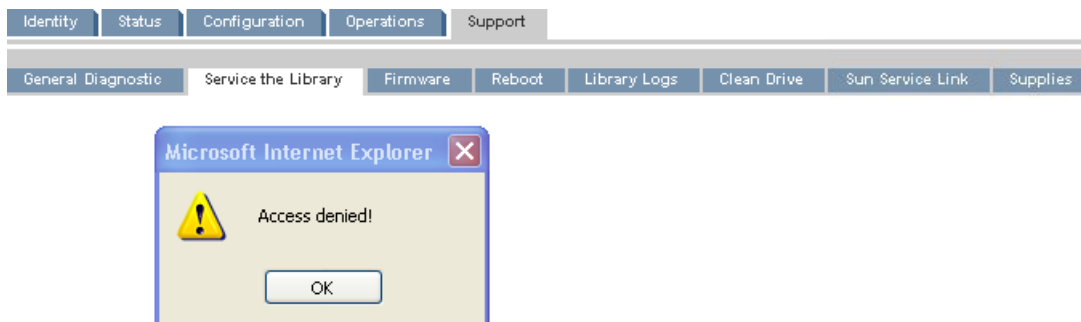 Identity Status Configuration Operations Support
General Diagnostic Service the Library Firmware Reboot Library Logs Clean Drive Sun Service Link Supplies
Microsoft Internet Explorer
Access denied!
OK